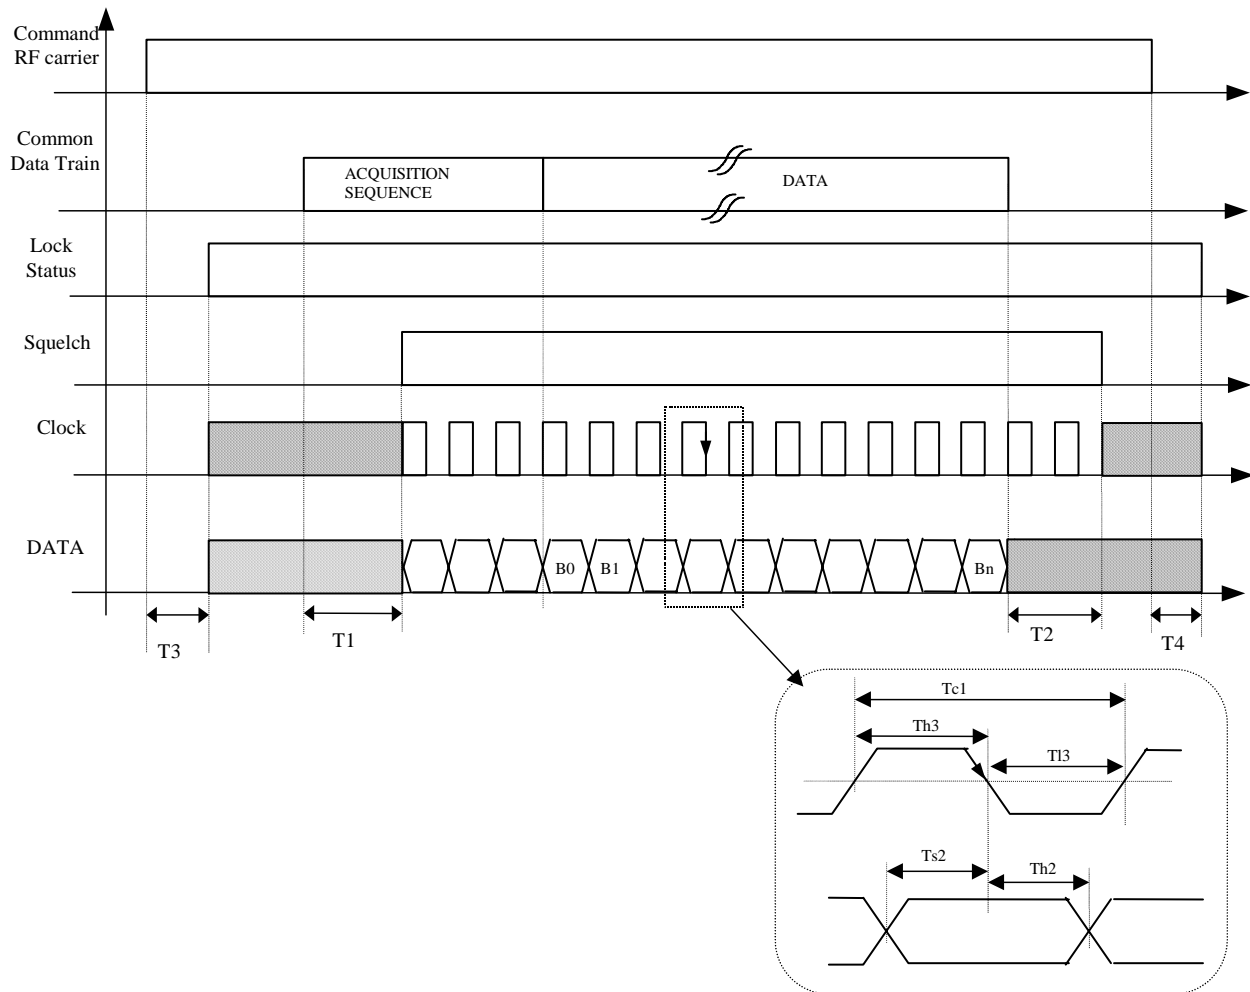 Command
RF carrier
Common
Data Train
ACQUISITION
SEQUENCE
DATA
Lock
Status
Squelch
Clock
DATA
B0
B1
Bn
T3
T1
T2
T4
Tc1
Th3
Tl3
Ts2
Th2